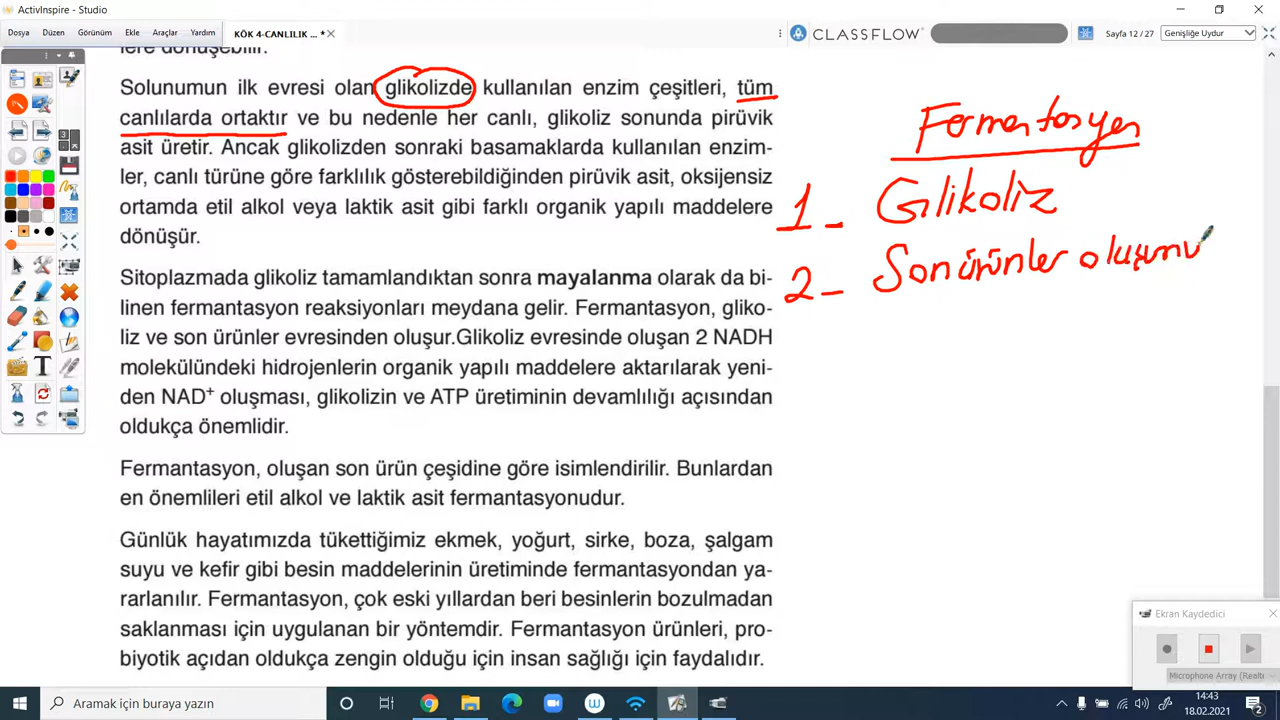 ActivInspire - Studio
Dosya Düzen Görünüm Ekle Araçlar Yardım
KÖK 4-CANLILIK ...*
CLASSFLOW
Sayfa 12 / 27
Genişliğe Uydur
lere dönüşebilir.
Solunumun ilk evresi olan glikolizde kullanılan enzim çeşitleri, tüm
canlılarda ortaktır ve bu nedenle her canlı, glikoliz sonunda pirüvik
asit üretir. Ancak glikolizden sonraki basamaklarda kullanılan enzim-
ler, canlı türüne göre farklılık gösterebildiğinden pirüvik asit, oksijensiz
ortamda etil alkol veya laktik asit gibi farklı organik yapılı maddelere
dönüşür.
Sitoplazmada glikoliz tamamlandıktan sonra mayalanma olarak da bi-
linen fermantasyon reaksiyonları meydana gelir. Fermantasyon, gliko-
liz ve son ürünler evresinden oluşur.Glikoliz evresinde oluşan 2 NADH
molekülündeki hidrojenlerin organik yapılı maddelere aktarılarak yeni-
den NAD⁺ oluşması, glikolizin ve ATP üretiminin devamlılığı açısından
oldukça önemlidir.
Fermantasyon, oluşan son ürün çeşidine göre isimlendirilir. Bunlardan
en önemlileri etil alkol ve laktik asit fermantasyonudur.
Günlük hayatımızda tükettiğimiz ekmek, yoğurt, sirke, boza, şalgam
suyu ve kefir gibi besin maddelerinin üretiminde fermantasyondan ya-
rarlanılır. Fermantasyon, çok eski yıllardan beri besinlerin bozulmadan
saklanması için uygulanan bir yöntemdir. Fermantasyon ürünleri, pro-
biyotik açıdan oldukça zengin olduğu için insan sağlığı için faydalıdır.
Fermantasyon
1_ Glikoliz
2_ Son ürünler oluşumu
3
Ekran Kaydedici
Microphone Array (Realt
Aramak için buraya yazın
14:43
18.02.2021
2